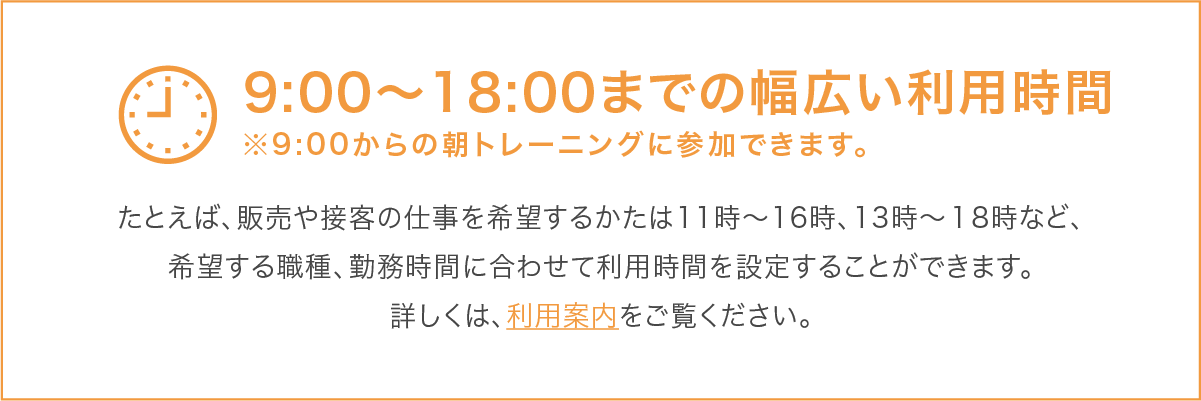 9:00〜18:00までの幅広い利用時間
※9:00からの朝トレーニングに参加できます。
たとえば、販売や接客の仕事を希望するかたは11時〜16時、13時〜18時など、
希望する職種、勤務時間に合わせて利用時間を設定することができます。
詳しくは、利用案内をご覧ください。